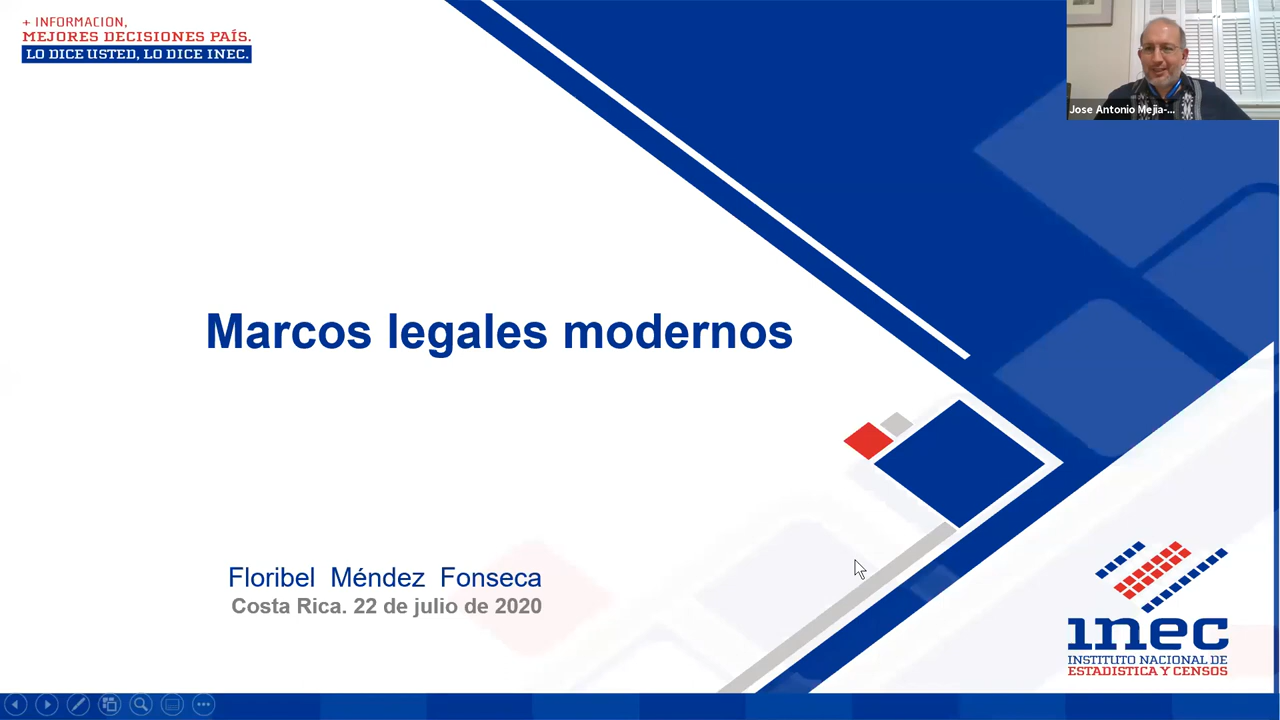 + INFORMACION,
MEJORES DECISIONES PAÍS.
LO DICE USTED, LO DICE INEC.
Jose Antonio Mejia-...
Marcos legales modernos
Floribel Méndez Fonseca
Costa Rica. 22 de julio de 2020
inec
INSTITUTO NACIONAL DE
ESTADISTICA Y CENSOS